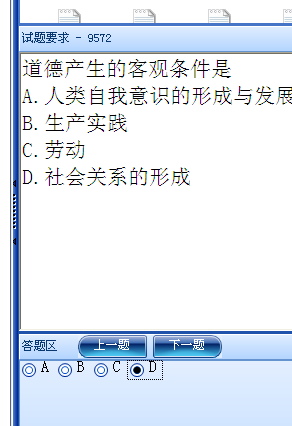 试题要求 - 9572
道德产生的客观条件是
A.人类自我意识的形成与发展
B.生产实践
C.劳动
D.社会关系的形成
答题区 上一题 下一题
A B C D